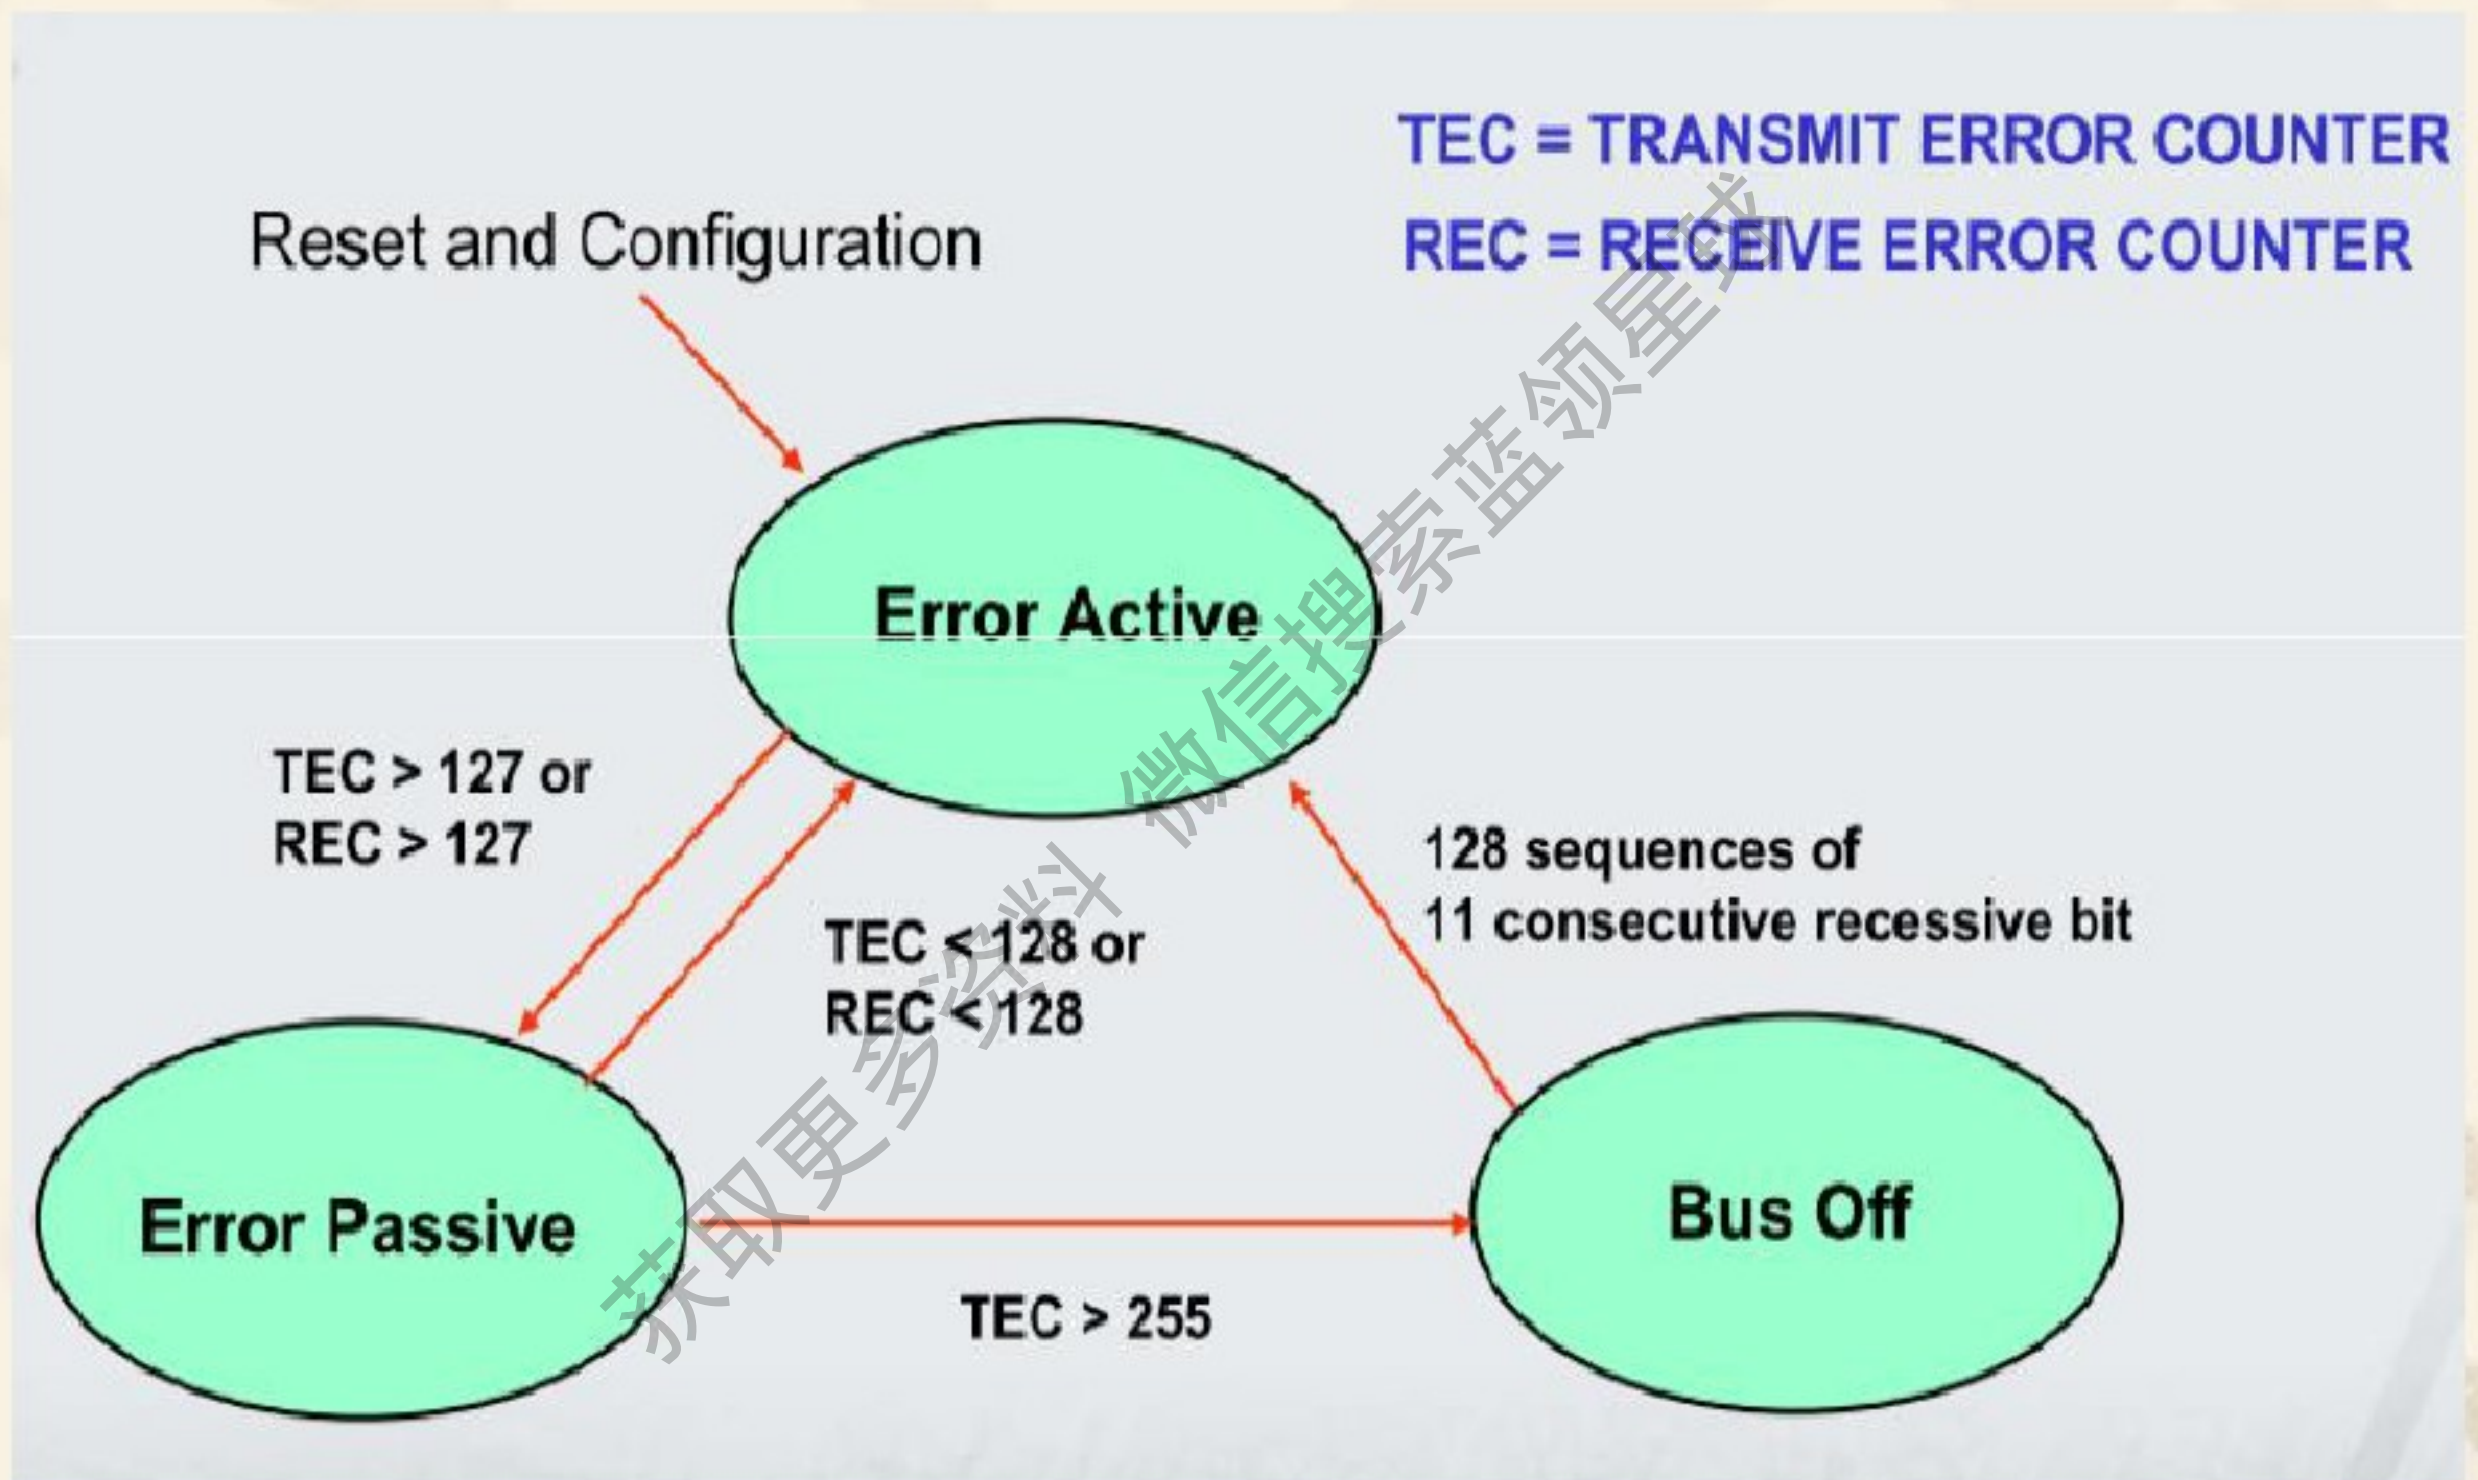 TEC ≡ TRANSMIT ERROR COUNTER
REC = RECEIVE ERROR COUNTER
Reset and Configuration
Error Active
TEC > 127 or
REC > 127
TEC < 128 or
REC < 128
128 sequences of
11 consecutive recessive bit
Error Passive
Bus Off
TEC > 255
获取更多资料 微信搜索蓝领星球